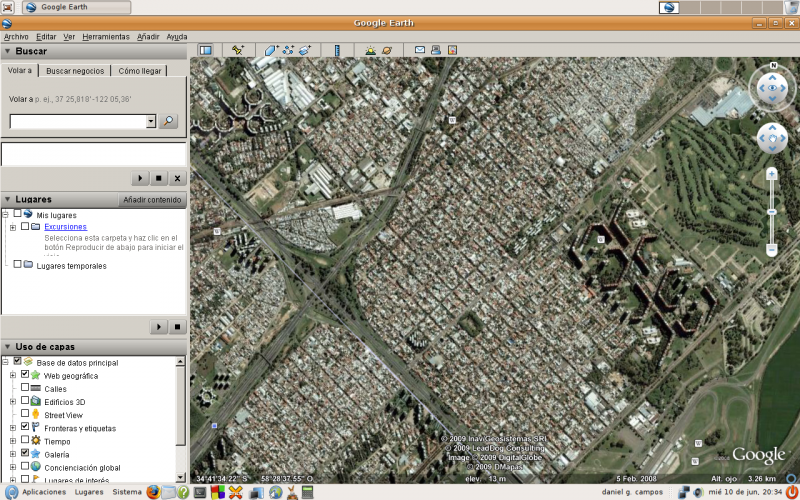 Google Earth
Google Earth
Archivo Editar Ver Herramientas Añadir Ayuda
Buscar
Volar a Buscar negocios Cómo llegar
Volar a p. ej., 37 25,818'-122 05,36'
Lugares Añadir contenido
Mis lugares
Excursiones
Selecciona esta carpeta y haz clic en el
botón Reproducir de abajo para iniciar el
Lugares temporales
Uso de capas
Base de datos principal
Web geográfica
Calles
Edificios 3D
Street View
Fronteras y etiquetas
Tiempo
Galería
Concienciación global
Lugares de interés
N
© 2009 Inav/Geosistemas SRL
© 2009 LeadDog Consulting
Image © 2009 DigitalGlobe
© 2009 DMapas
Google
34°41'34,22" S 58°28'37,55" O elev. 13 m 5 Feb. 2008 Alt. ojo 3.26 km
Aplicaciones Lugares Sistema daniel g. campos mié 10 de jun, 20:34